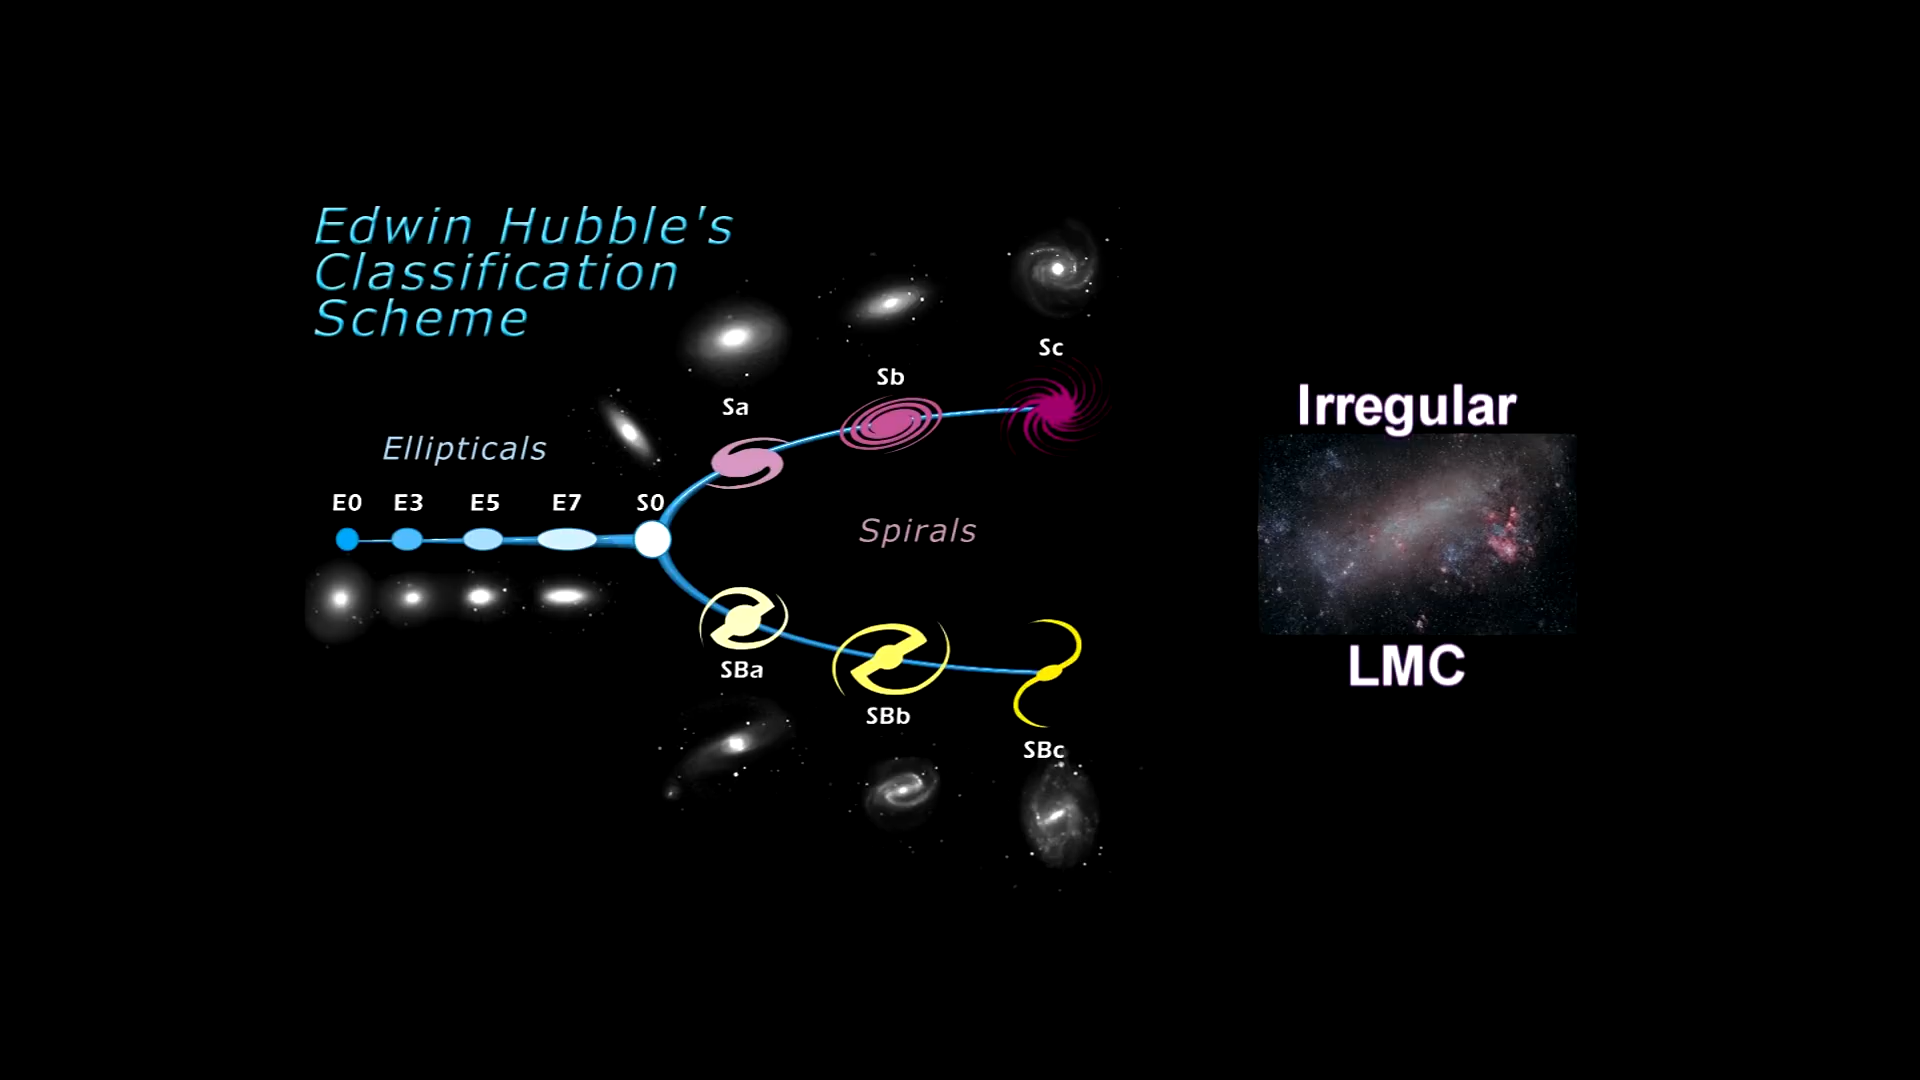 Edwin Hubble's
Classification
Scheme
Ellipticals
E0 E3 E5 E7 S0
Sa
Sb
Sc
Spirals
SBa
SBb
SBc
Irregular
LMC